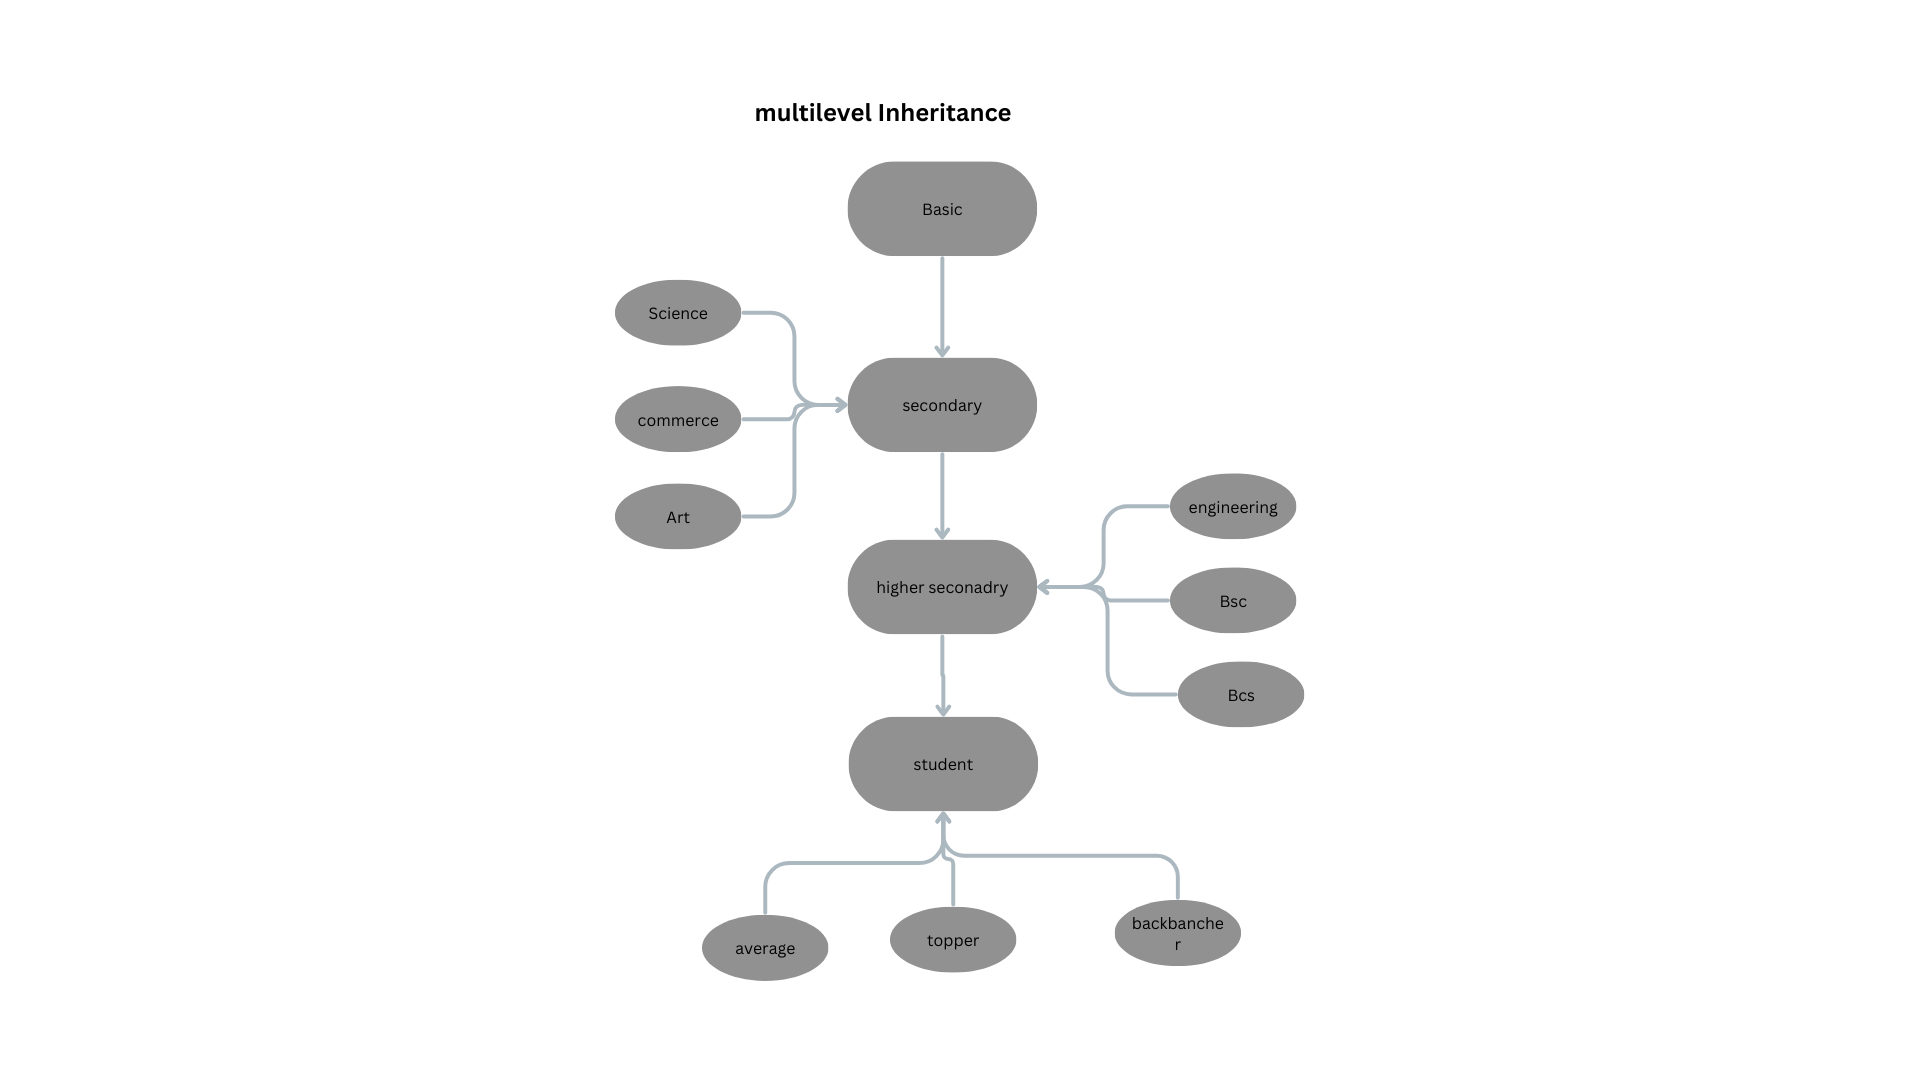 multilevel Inheritance
Basic
Science
secondary
commerce
Art
engineering
higher seconadry
Bsc
Bcs
student
average
topper
backbanche
r